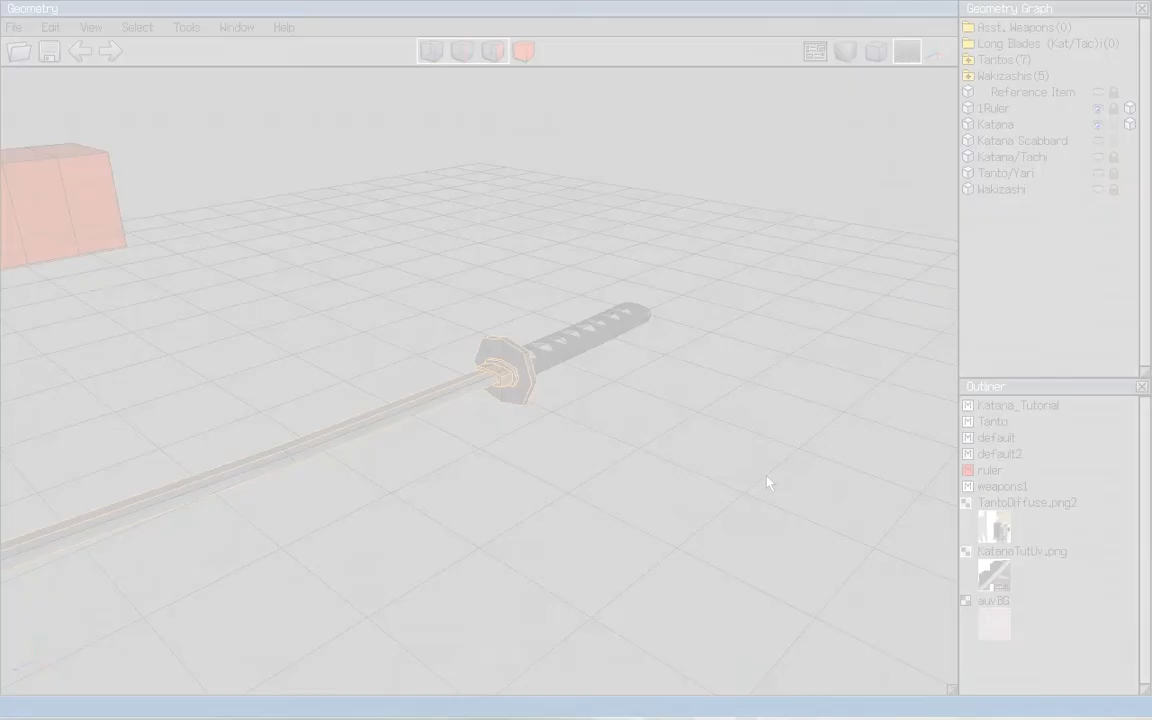 Geometry
File Edit View Select Tools Window Help
Geometry Graph
Asst. Weapons(0)
Long Blades (Kat/Tac)i(0)
Tantos(7)
Wakizashis(5)
Reference Item
1Ruler
Katana
Katana Scabbard
Katana/Tachi
Tanto/Yari
Wakizashi
Outliner
Katana_Tutorial
Tanto
default
default2
ruler
weapons1
TantoDiffuse.png2
KatanaTutUv.png
auvBG